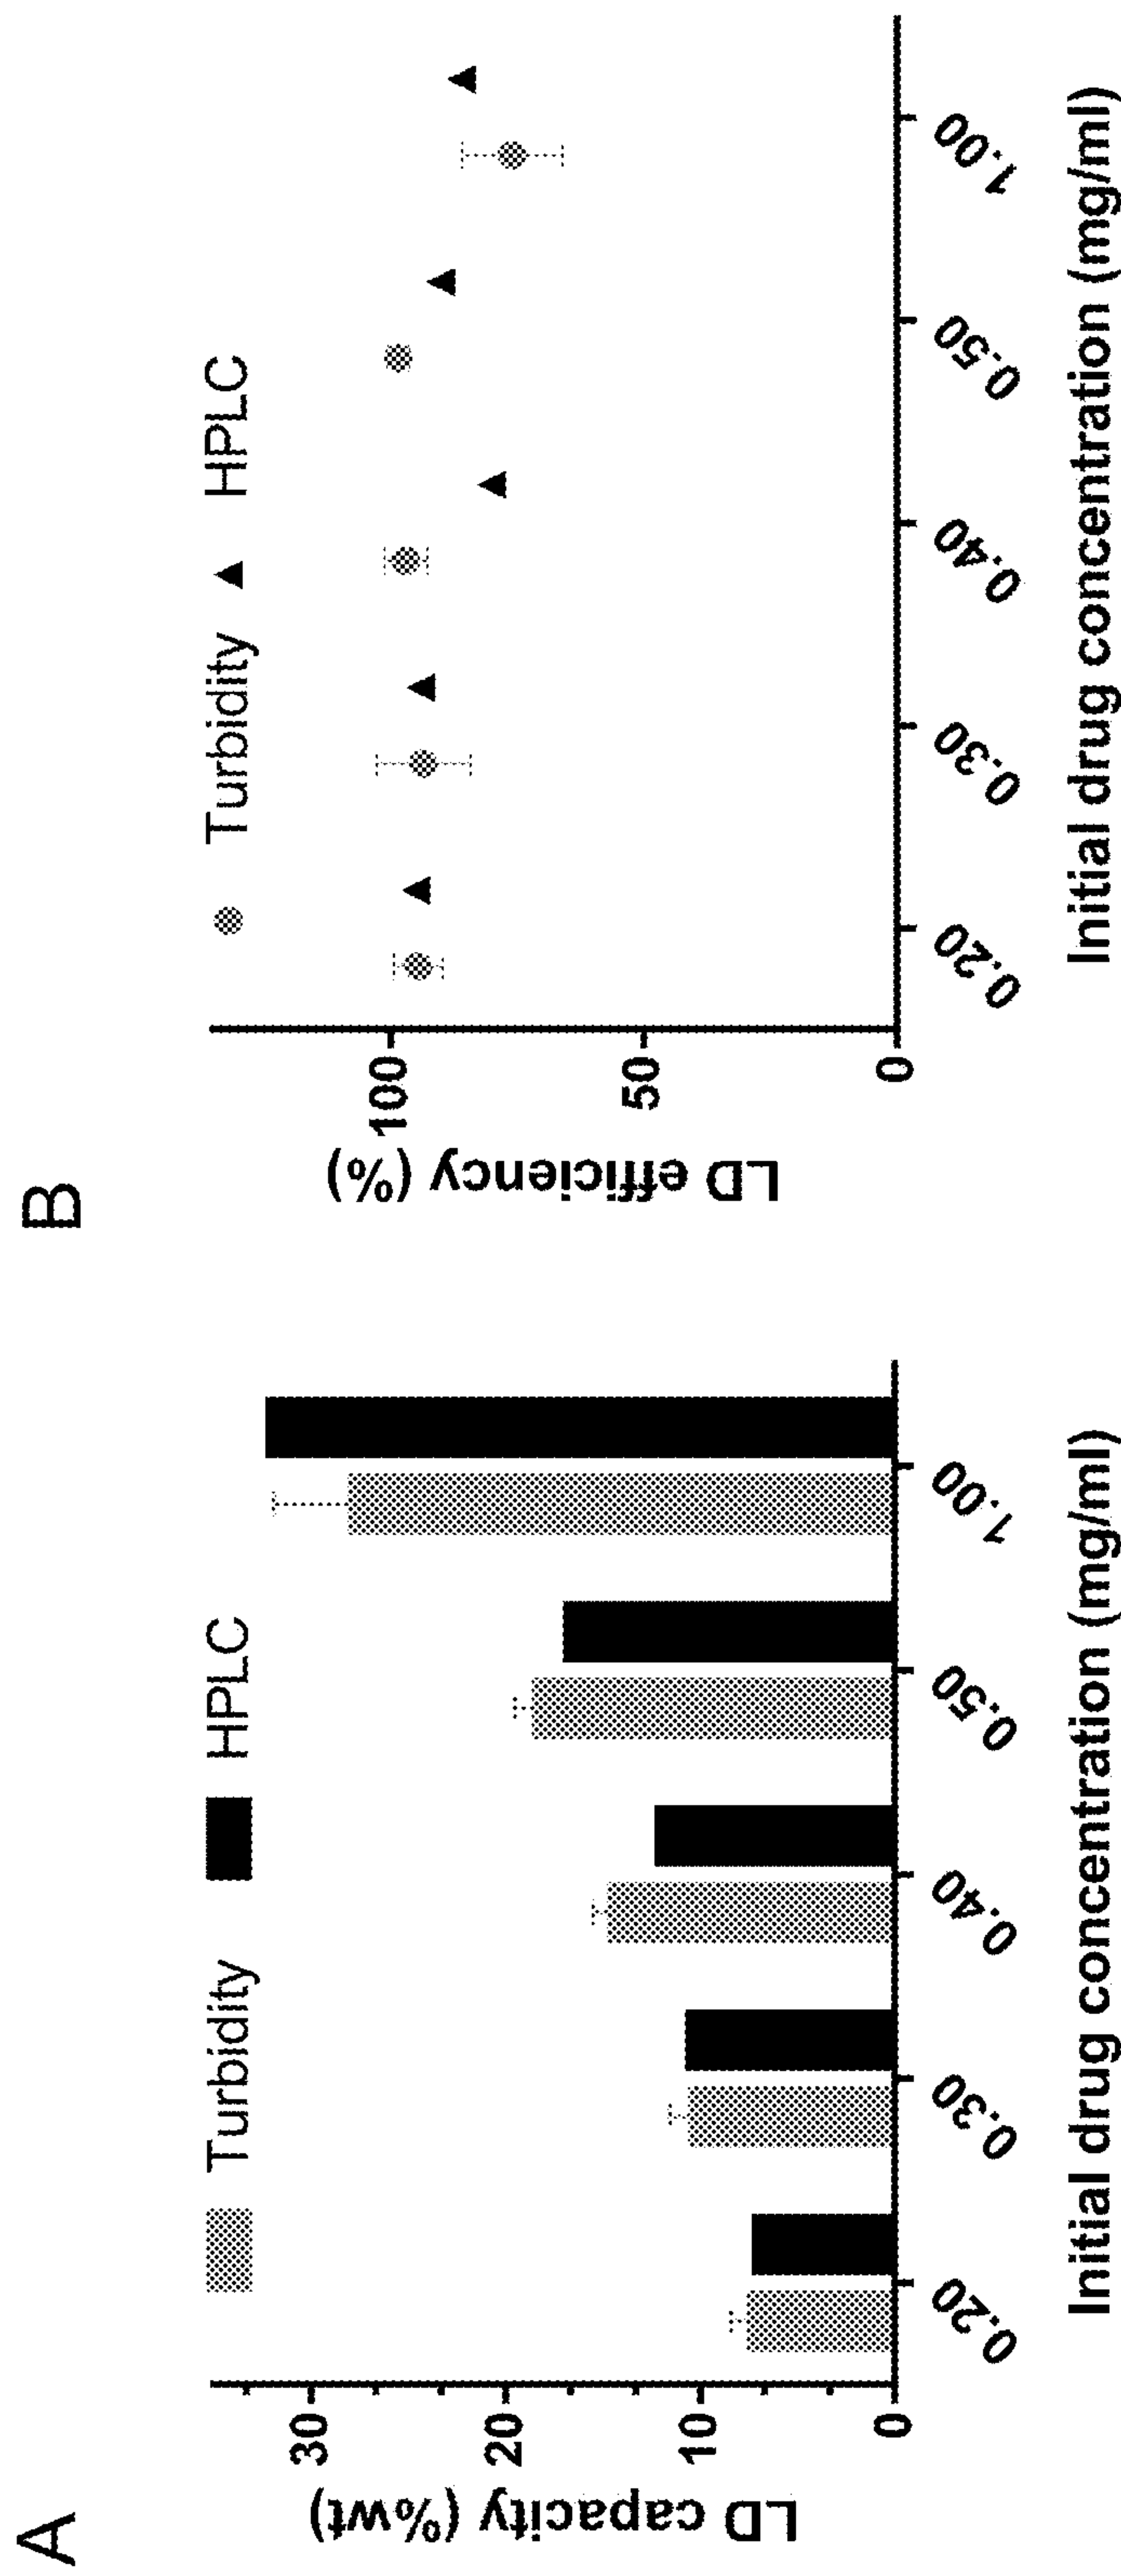 A
Turbidity HPLC
LD capacity (%wt)
30
20
10
0
0.20 0.30 0.40 0.50 1.00
Initial drug concentration (mg/ml)
B
Turbidity HPLC
LD efficiency (%)
100
50
0
0.20 0.30 0.40 0.50 1.00
Initial drug concentration (mg/ml)